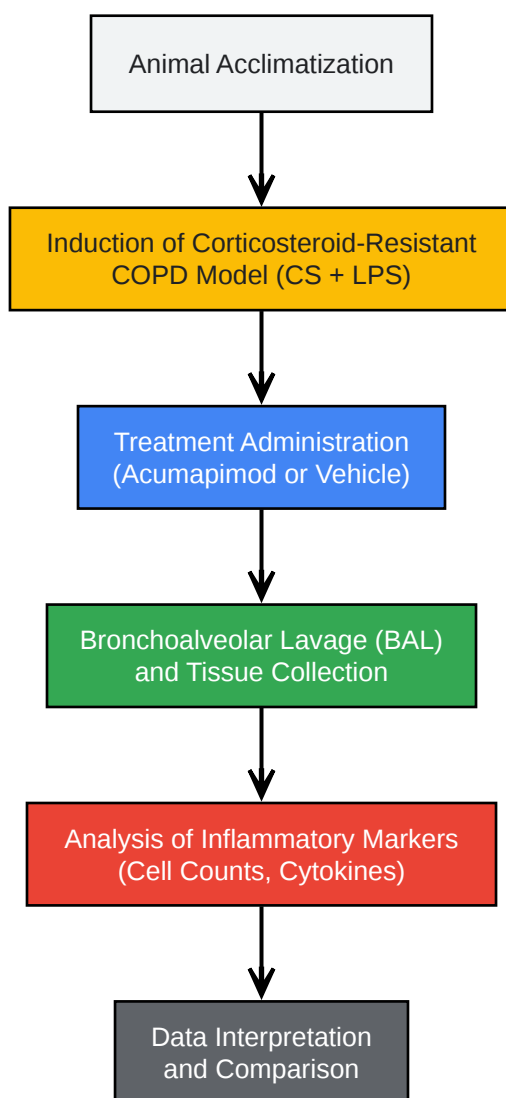 Animal Acclimatization
Induction of Corticosteroid-Resistant
COPD Model (CS + LPS)
Treatment Administration
(Acumapimod or Vehicle)
Bronchoalveolar Lavage (BAL)
and Tissue Collection
Analysis of Inflammatory Markers
(Cell Counts, Cytokines)
Data Interpretation
and Comparison